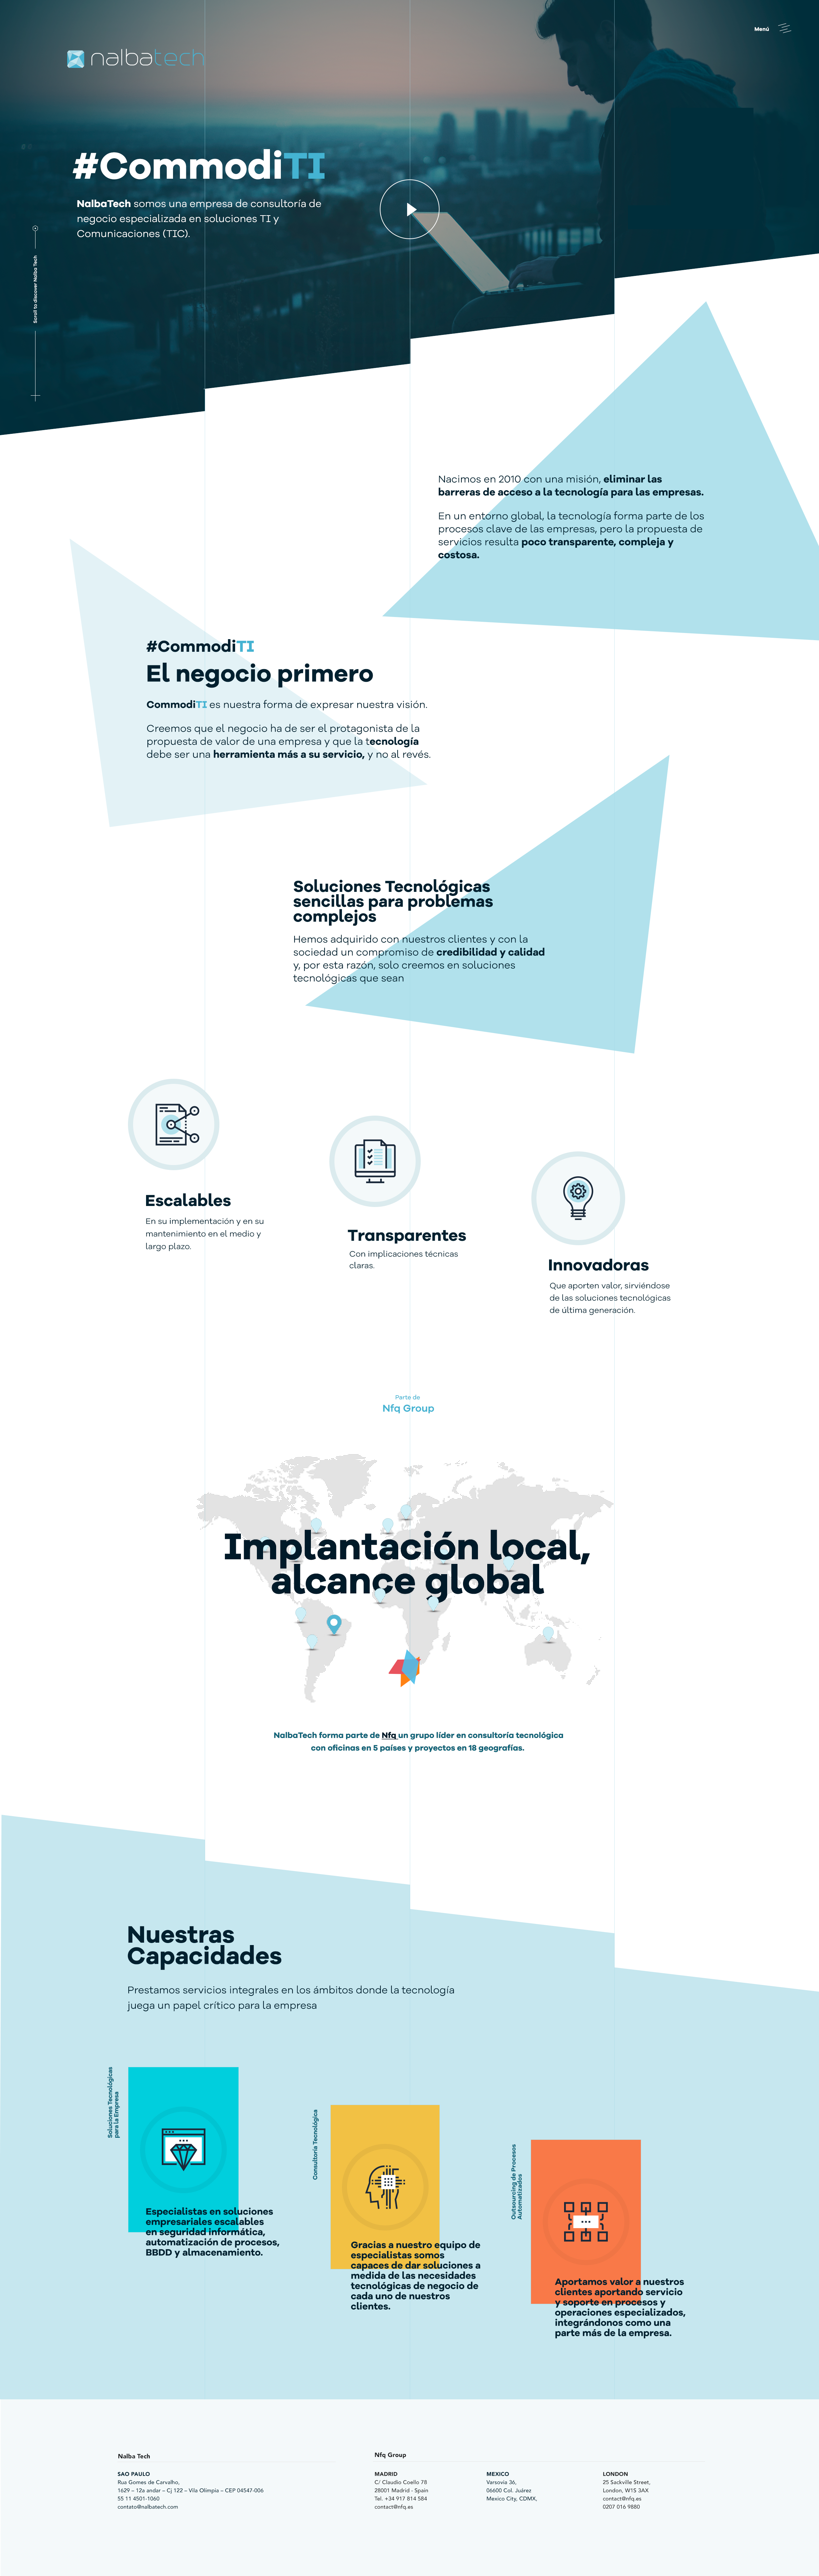 Menú
nalbatech
#CommodiTI
NalbaTech somos una empresa de consultoría de
negocio especializada en soluciones TI y
Comunicaciones (TIC).
Scroll to discover Nalba Tech
Nacimos en 2010 con una misión, eliminar las
barreras de acceso a la tecnología para las empresas.
En un entorno global, la tecnología forma parte de los
procesos clave de las empresas, pero la propuesta de
servicios resulta poco transparente, compleja y
costosa.
#CommodiTI
El negocio primero
CommodiTI es nuestra forma de expresar nuestra visión.
Creemos que el negocio ha de ser el protagonista de la
propuesta de valor de una empresa y que la tecnología
debe ser una herramienta más a su servicio, y no al revés.
Soluciones Tecnológicas
sencillas para problemas
complejos
Hemos adquirido con nuestros clientes y con la
sociedad un compromiso de credibilidad y calidad
y, por esta razón, solo creemos en soluciones
tecnológicas que sean
Escalables
En su implementación y en su
mantenimiento en el medio y
largo plazo.
Transparentes
Con implicaciones técnicas
claras.
Innovadoras
Que aporten valor, sirviéndose
de las soluciones tecnológicas
de última generación.
Parte de
Nfq Group
Implantación local,
alcance global
NalbaTech forma parte de Nfq un grupo líder en consultoría tecnológica
con oficinas en 5 países y proyectos en 18 geografías.
Nuestras
Capacidades
Prestamos servicios integrales en los ámbitos donde la tecnología
juega un papel crítico para la empresa
Soluciones Tecnológicas
para la Empresa
Especialistas en soluciones
empresariales escalables
en seguridad informática,
automatización de procesos,
BBDD y almacenamiento.
Consultoría Tecnológica
Gracias a nuestro equipo de
especialistas somos
capaces de dar soluciones a
medida de las necesidades
tecnológicas de negocio de
cada uno de nuestros
clientes.
Outsourcing de Procesos
Automatizados
Aportamos valor a nuestros
clientes aportando servicio
y soporte en procesos y
operaciones especializados,
integrándonos como una
parte más de la empresa.
Nalba Tech
SAO PAULO
Rua Gomes de Carvalho,
1629 – 12a andar – Cj 122 – Vila Olímpia – CEP 04547-006
55 11 4501-1060
contato@nalbatech.com
Nfq Group
MADRID
C/ Claudio Coello 78
28001 Madrid - Spain
Tel. +34 917 814 584
contact@nfq.es
MEXICO
Varsovia 36,
06600 Col. Juárez
Mexico City, CDMX,
LONDON
25 Sackville Street,
London, W1S 3AX
contact@nfq.es
0207 016 9880